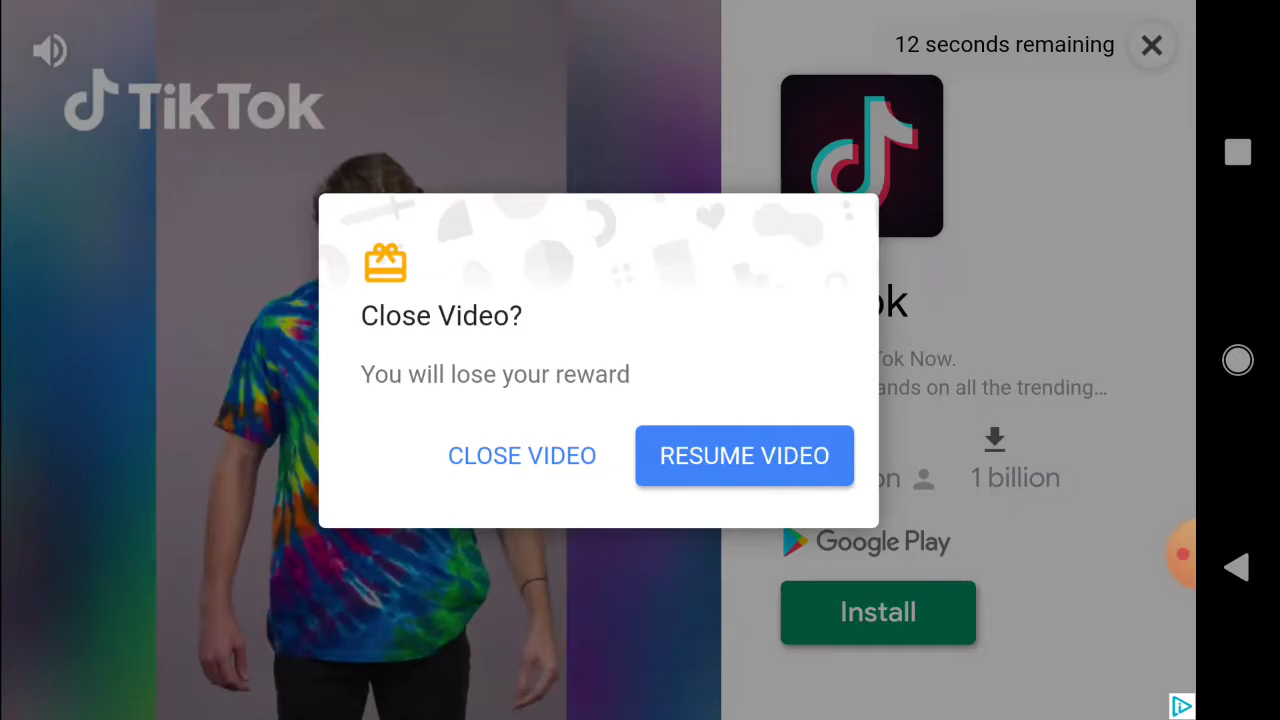 12 seconds remaining
TikTok
ok
Close Video?
You will lose your reward
Tok Now.
ands on all the trending…
CLOSE VIDEO
RESUME VIDEO
on
1 billion
Google Play
Install